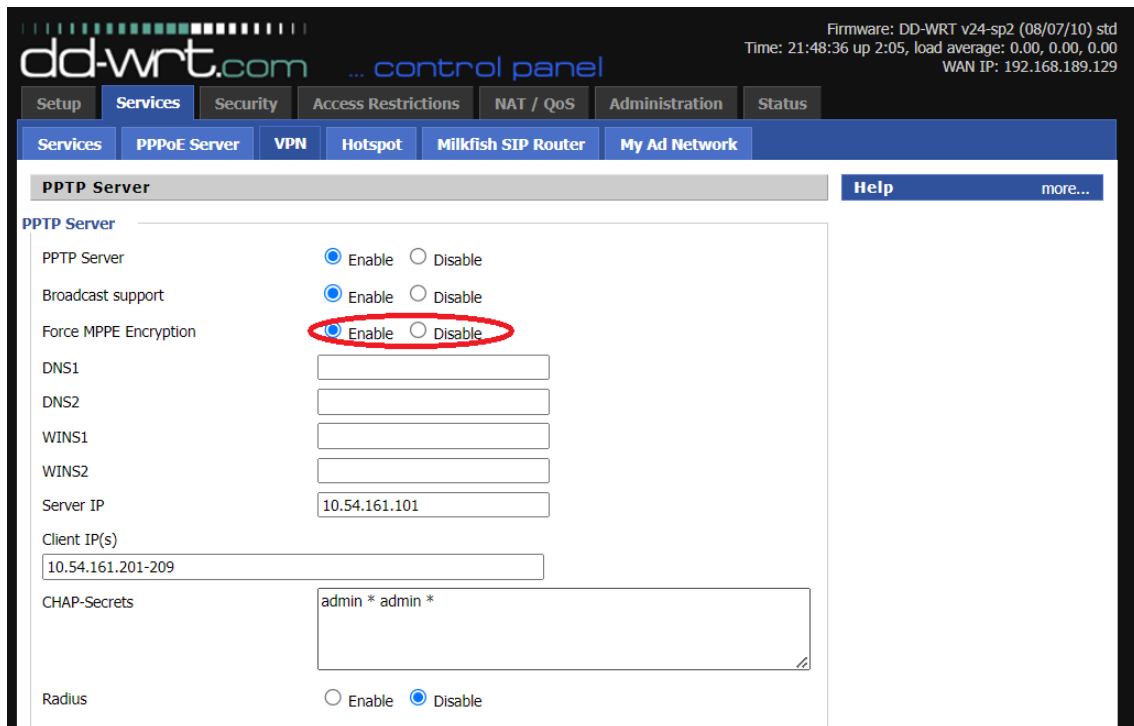 Firmware: DD-WRT v24-sp2 (08/07/10) std
Time: 21:48:36 up 2:05, load average: 0.00, 0.00, 0.00
WAN IP: 192.168.189.129
dd-wrt.com ... control panel
Setup Services Security Access Restrictions NAT / QoS Administration Status
Services PPPoE Server VPN Hotspot Milkfish SIP Router My Ad Network
PPTP Server Help more...
PPTP Server
PPTP Server Enable Disable
Broadcast support Enable Disable
Force MPPE Encryption Enable Disable
DNS1
DNS2
WINS1
WINS2
Server IP 10.54.161.101
Client IP(s)
10.54.161.201-209
CHAP-Secrets admin * admin *
Radius Enable Disable